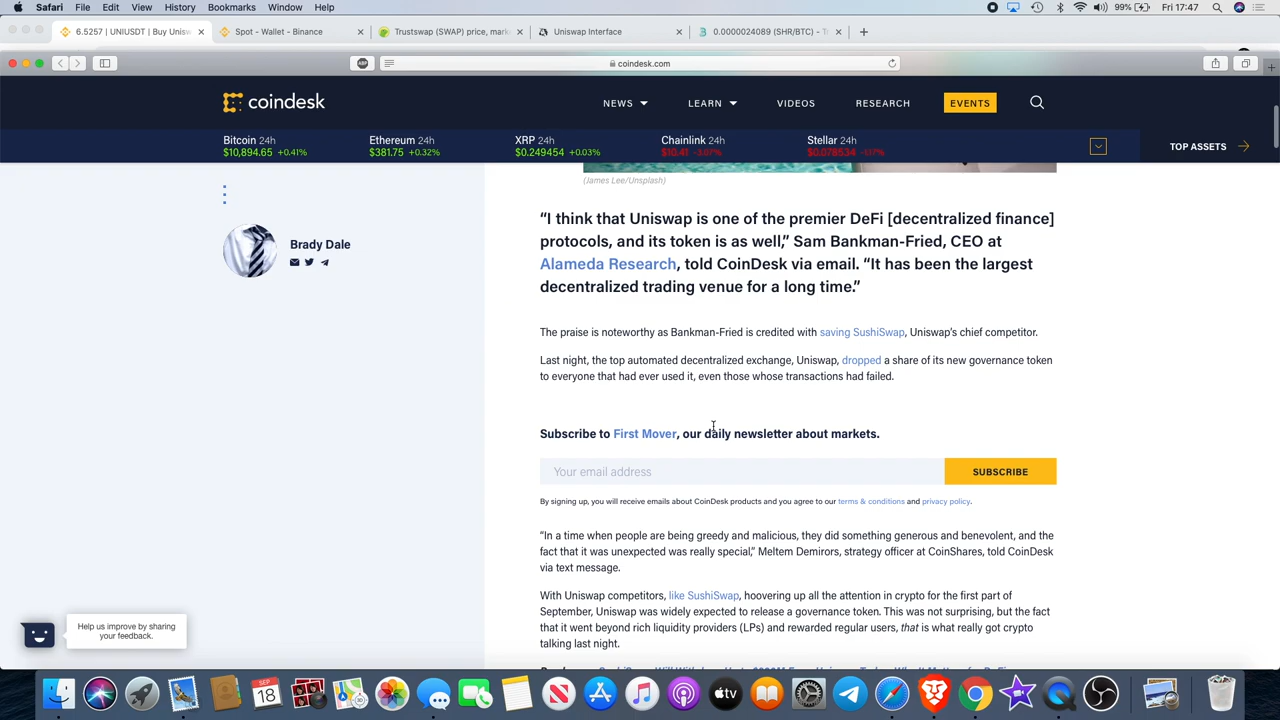 Safari File Edit View History Bookmarks Window Help 99% Fri 17:47
6.5257 | UNIUSDT | Buy Unisw
Spot - Wallet - Binance
Trustswap (SWAP) price, mark
Uniswap Interface
0.0000024089 (SHR/BTC) - T
coindesk.com
coindesk
NEWS LEARN VIDEOS RESEARCH EVENTS
Bitcoin 24h Ethereum 24h XRP 24h Chainlink 24h Stellar 24h
$10,894.65 +0.41% $381.75 +0.32% $0.249454 +0.03% $10.41 $0.078534
TOP ASSETS
(James Lee/Unsplash)
Brady Dale
“I think that Uniswap is one of the premier DeFi [decentralized finance]
protocols, and its token is as well,” Sam Bankman-Fried, CEO at
Alameda Research, told CoinDesk via email. “It has been the largest
decentralized trading venue for a long time.”
The praise is noteworthy as Bankman-Fried is credited with saving SushiSwap, Uniswap’s chief competitor.
Last night, the top automated decentralized exchange, Uniswap, dropped a share of its new governance token
to everyone that had ever used it, even those whose transactions had failed.
Subscribe to First Mover, our daily newsletter about markets.
Your email address SUBSCRIBE
By signing up, you will receive emails about CoinDesk products and you agree to our terms & conditions and privacy policy.
“In a time when people are being greedy and malicious, they did something generous and benevolent, and the
fact that it was unexpected was really special,” Meltem Demirors, strategy officer at CoinShares, told CoinDesk
via text message.
With Uniswap competitors, like SushiSwap, hoovering up all the attention in crypto for the first part of
September, Uniswap was widely expected to release a governance token. This was not surprising, but the fact
that it went beyond rich liquidity providers (LPs) and rewarded regular users, that is what really got crypto
talking last night.
Help us improve by sharing
your feedback.
SEP
18
tv